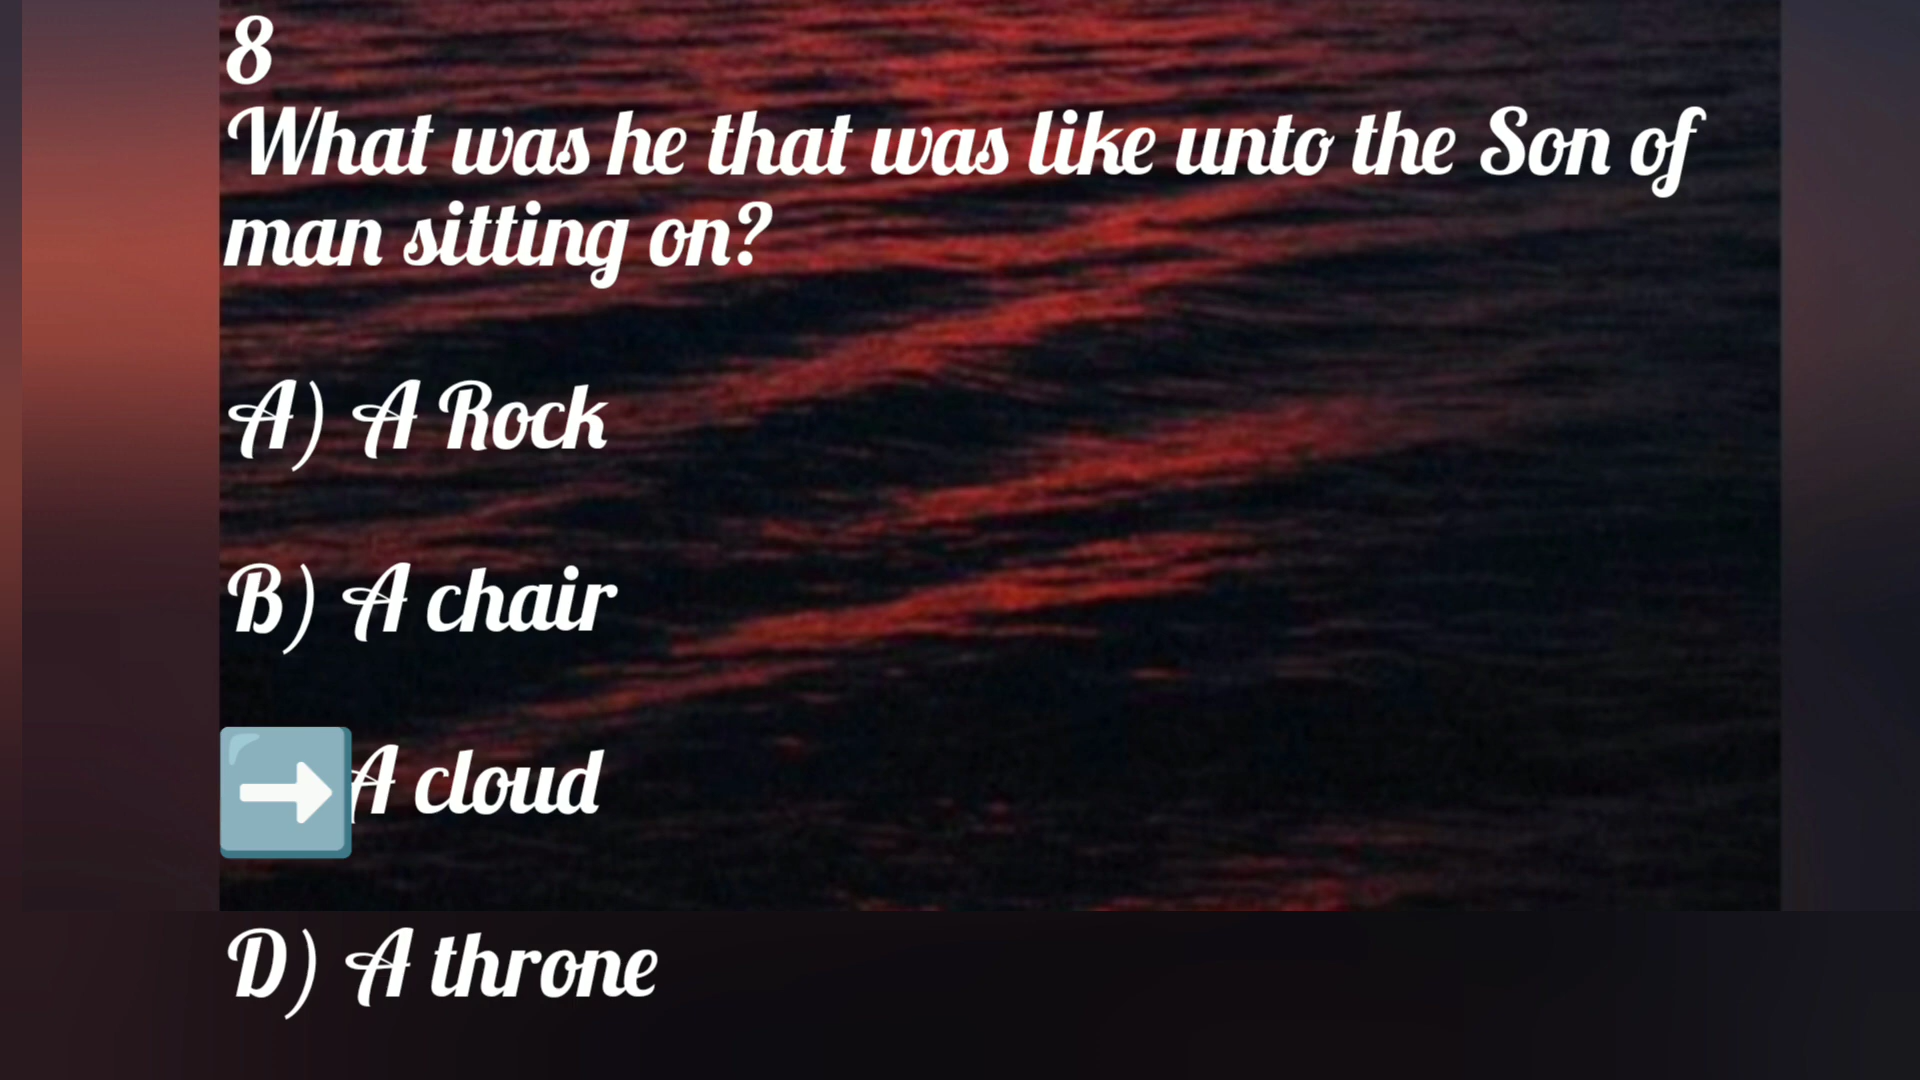 8
What was he that was like unto the Son of
man sitting on?
A) A Rock
B) A chair
A cloud
D) A throne